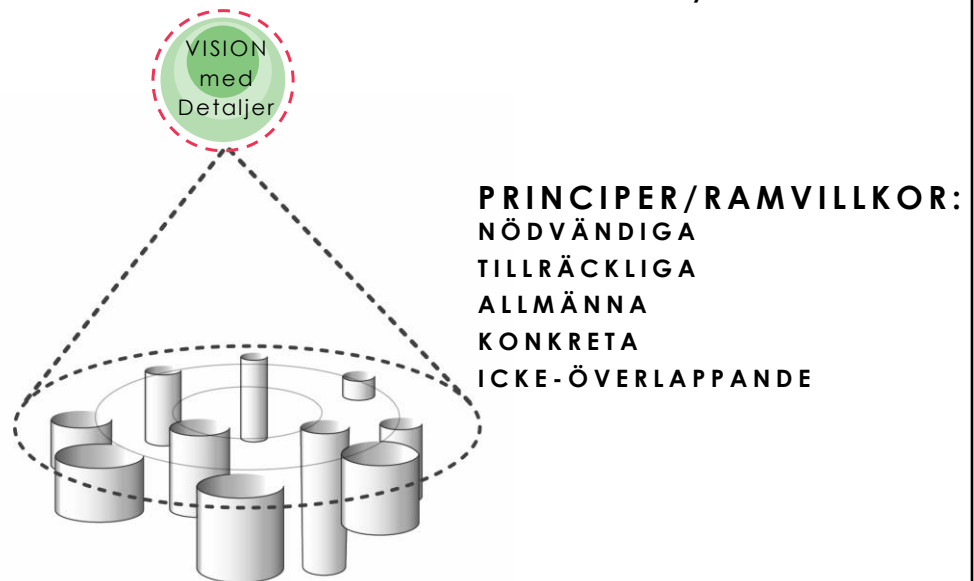 VISION
med
Detaljer
PRINCIPER/RAMVILLKOR:
NÖDVÄNDIGA
TILLRÄCKLIGA
ALLMÄNNA
KONKRETA
ICKE-ÖVERLAPPANDE